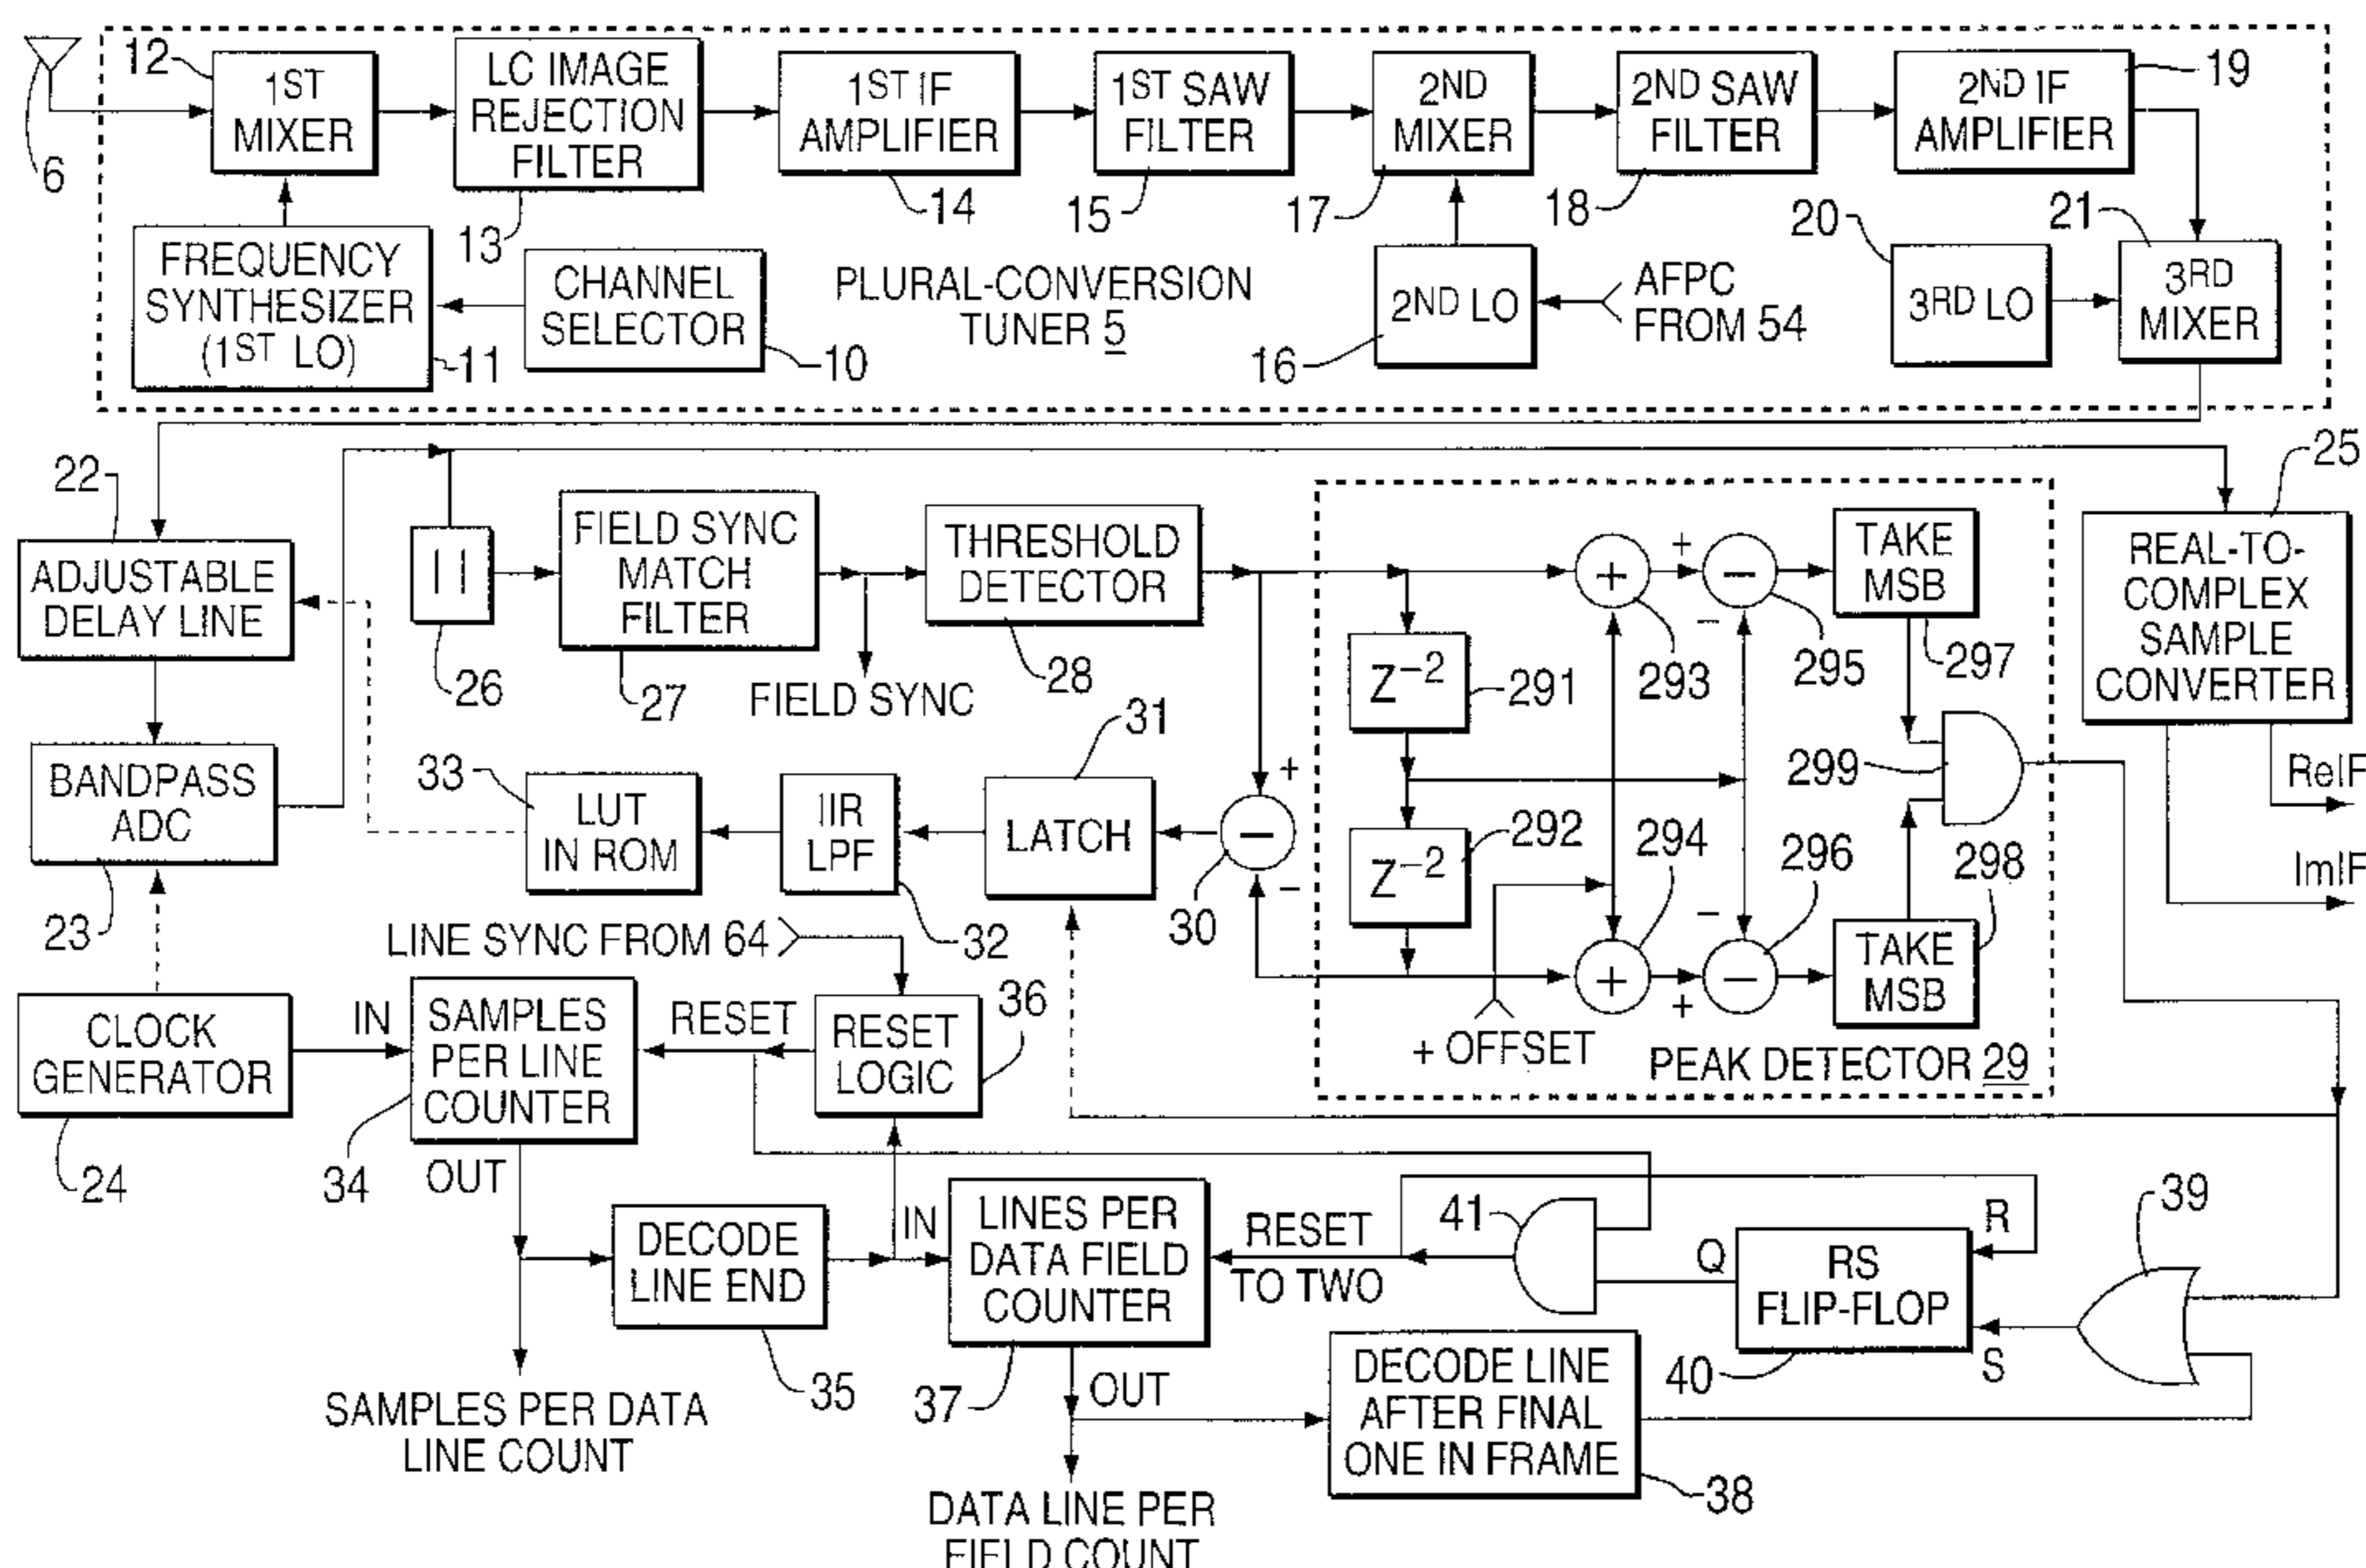 12
1ST
MIXER
LC IMAGE
REJECTION
FILTER
1ST IF
AMPLIFIER
1ST SAW
FILTER
2ND
MIXER
2ND SAW
FILTER
2ND IF
AMPLIFIER
19
6
13
14
15
17
18
20
21
FREQUENCY
SYNTHESIZER
(1ST LO)
11
CHANNEL
SELECTOR
10
PLURAL-CONVERSION
TUNER 5
2ND LO
16
AFPC
FROM 54
3RD LO
3RD
MIXER
22
25
ADJUSTABLE
DELAY LINE
| |
26
FIELD SYNC
MATCH
FILTER
27
FIELD SYNC
THRESHOLD
DETECTOR
28
+
+
−
−
TAKE
MSB
297
293
295
REAL-TO-
COMPLEX
SAMPLE
CONVERTER
Z−2
291
31
BANDPASS
ADC
23
33
LUT
IN ROM
IIR
LPF
32
LATCH
+
−
−
30
Z−2
292
294
296
299
298
ReIF
ImIF
LINE SYNC FROM 64
+
+
−
−
TAKE
MSB
+ OFFSET
PEAK DETECTOR 29
CLOCK
GENERATOR
24
IN
SAMPLES
PER LINE
COUNTER
34
RESET
RESET
LOGIC
36
OUT
DECODE
LINE END
35
IN
LINES PER
DATA FIELD
COUNTER
37
RESET
TO TWO
41
Q
RS
FLIP-FLOP
R
S
40
39
SAMPLES PER DATA
LINE COUNT
OUT
DECODE LINE
AFTER FINAL
ONE IN FRAME
38
DATA LINE PER
FIELD COUNT